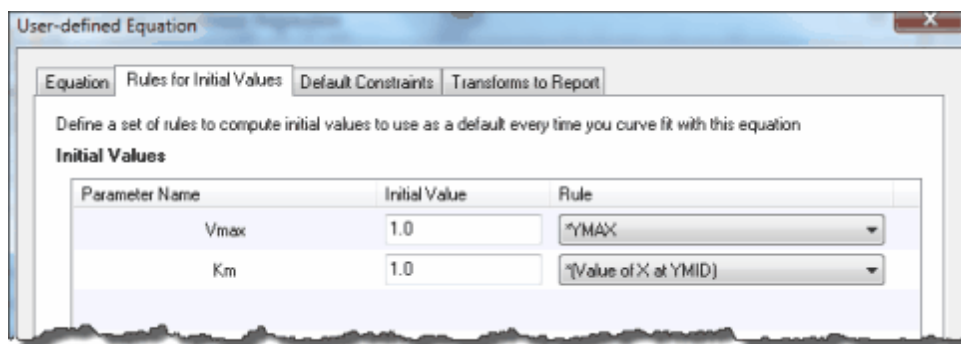 User-defined Equation
x
Equation Rules for Initial Values Default Constraints Transforms to Report
Define a set of rules to compute initial values to use as a default every time you curve fit with this equation
Initial Values
Parameter Name Initial Value Rule
Vmax 1.0 *YMAX
Km 1.0 *(Value of X at YMID)